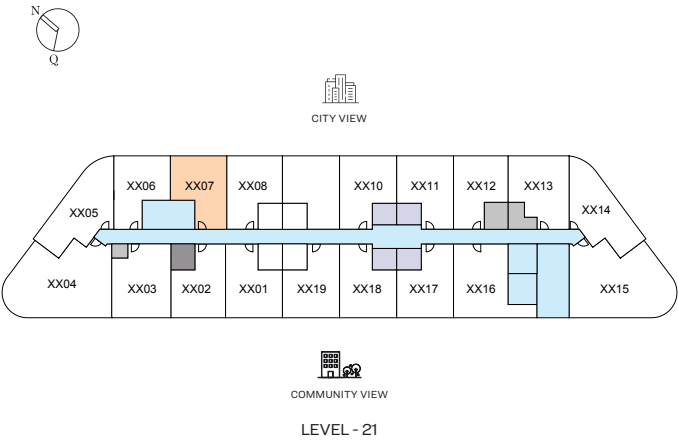 N
Q
CITY VIEW
XX06 XX07 XX08 XX10 XX11 XX12 XX13
XX05 XX14
XX04 XX03 XX02 XX01 XX19 XX18 XX17 XX16 XX15
COMMUNITY VIEW
LEVEL - 21